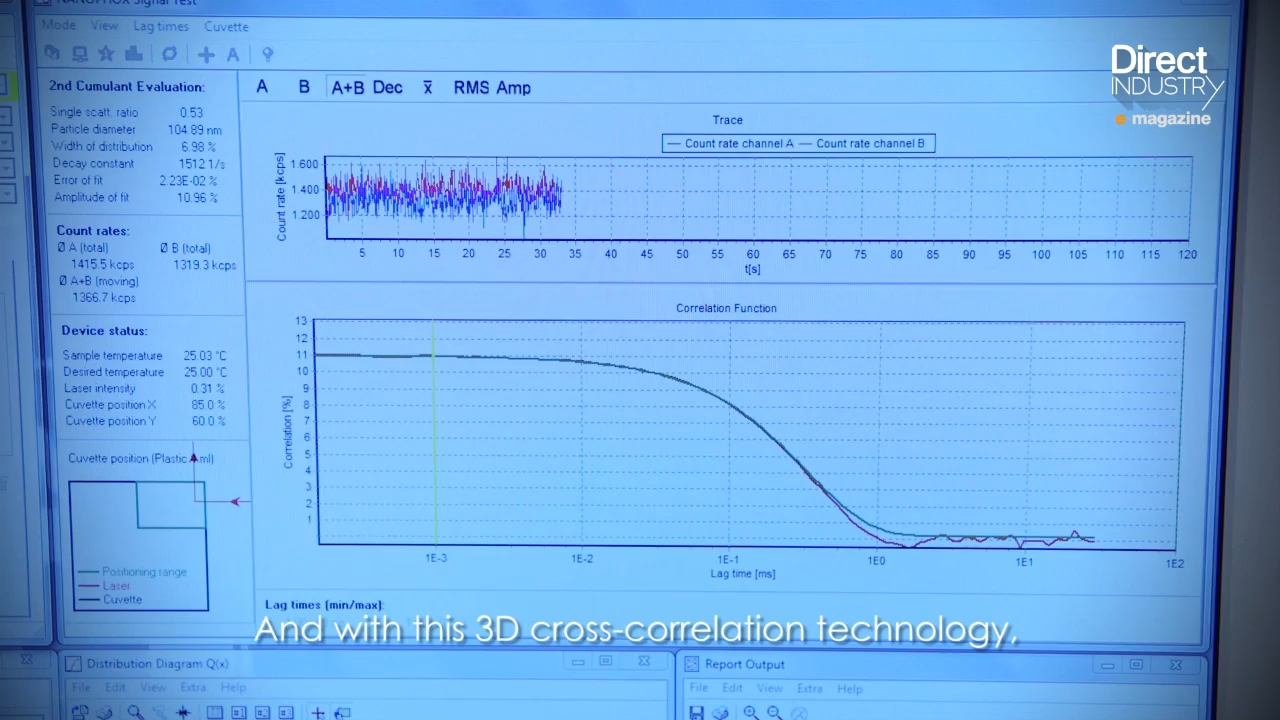 NANOPHOX Signal Test
Mode View Lag times Cuvette
Direct
INDUSTRY
e magazine
2nd Cumulant Evaluation:
Single scatt. ratio 0.53
Particle diameter 104.89 nm
Width of distribution 6.98 %
Decay constant 1512 1/s
Error of fit 2.23E-02 %
Amplitude of fit 10.96 %
Count rates:
Ø A (total) Ø B (total)
1415.5 kcps 1319.3 kcps
Ø A+B (moving)
1366.7 kcps
Device status:
Sample temperature 25.03 °C
Desired temperature 25.00 °C
Laser intensity 0.31 %
Cuvette position X 85.0 %
Cuvette position Y 60.0 %
Cuvette position (Plastic ml)
Positioning range
Laser
Cuvette
A B A+B Dec x̄ RMS Amp
Trace
Count rate channel A Count rate channel B
Count rate [kcps]
1.600
1.400
1.200
5 10 15 20 25 30 35 40 45 50 55 60 65 70 75 80 85 90 95 100 105 110 115 120
t[s]
Correlation Function
Correlation [%]
13
12
11
10
9
8
7
6
5
4
3
2
1
1E-3 1E-2 1E-1 1E0 1E1 1E2
Lag time [ms]
Lag times (min/max):
And with this 3D cross-correlation technology,
Distribution Diagram Q(x)
File Edit View Extra Help
Report Output
File Edit View Extra Help